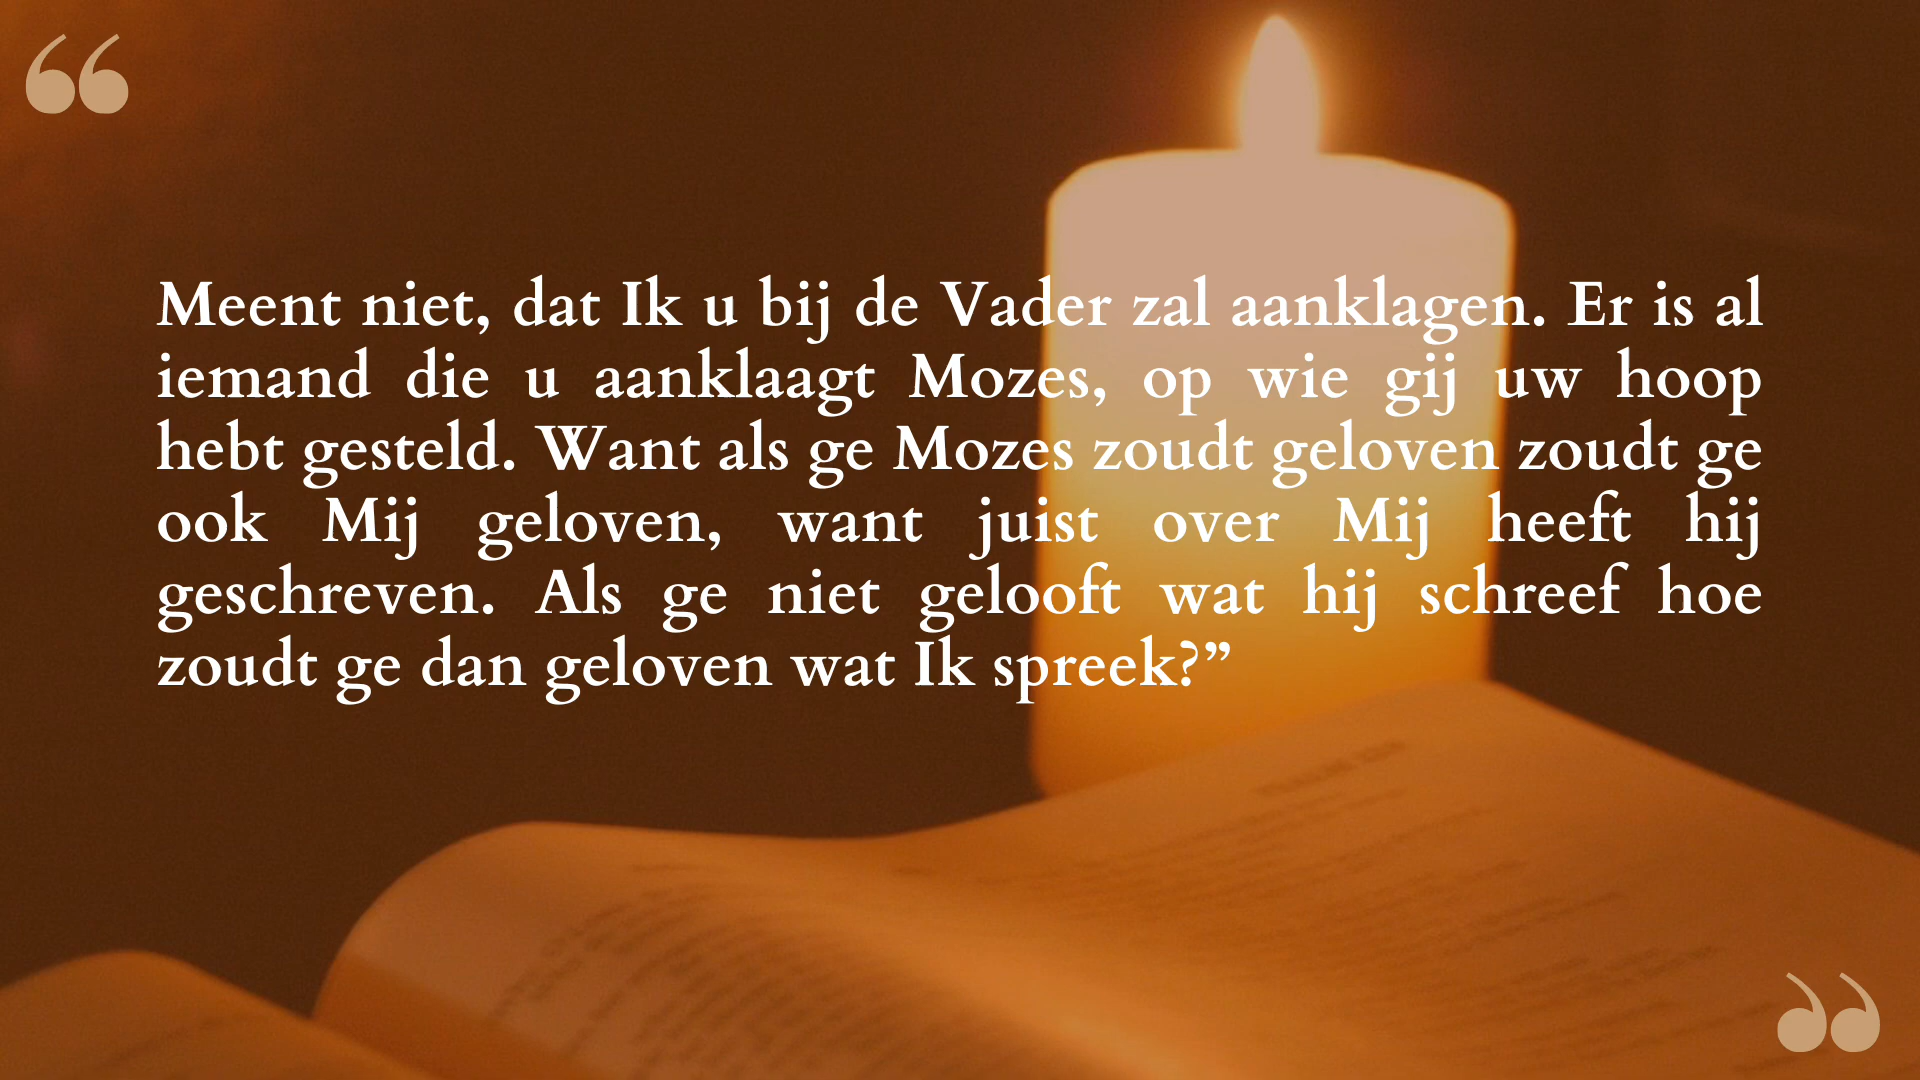 “
Meent niet, dat Ik u bij de Vader zal aanklagen. Er is al
iemand die u aanklaagt Mozes, op wie gij uw hoop
hebt gesteld. Want als ge Mozes zoudt geloven zoudt ge
ook Mij geloven, want juist over Mij heeft hij
geschreven. Als ge niet gelooft wat hij schreef hoe
zoudt ge dan geloven wat Ik spreek?”
”